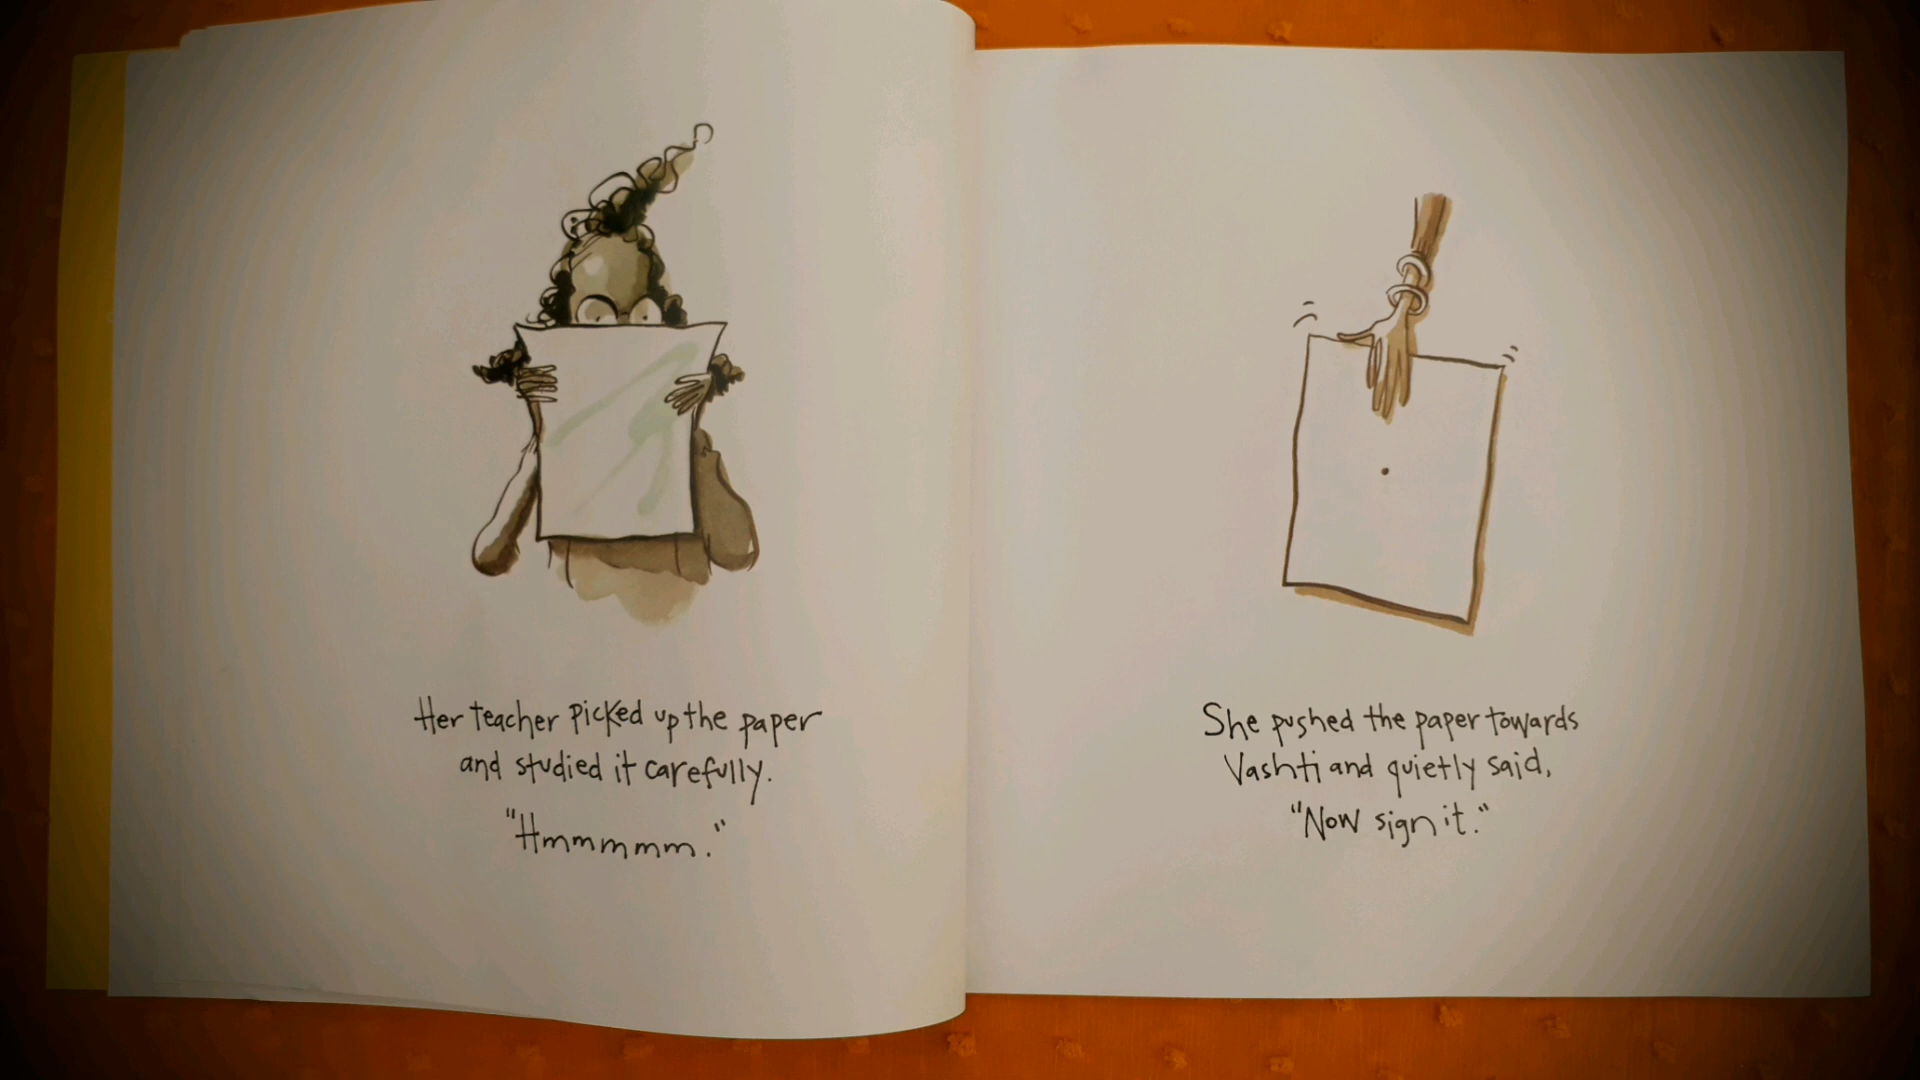 Her teacher picked up the paper
and studied it carefully.
"Hmmmmm."
She pushed the paper towards
Vashti and quietly said,
"Now sign it."